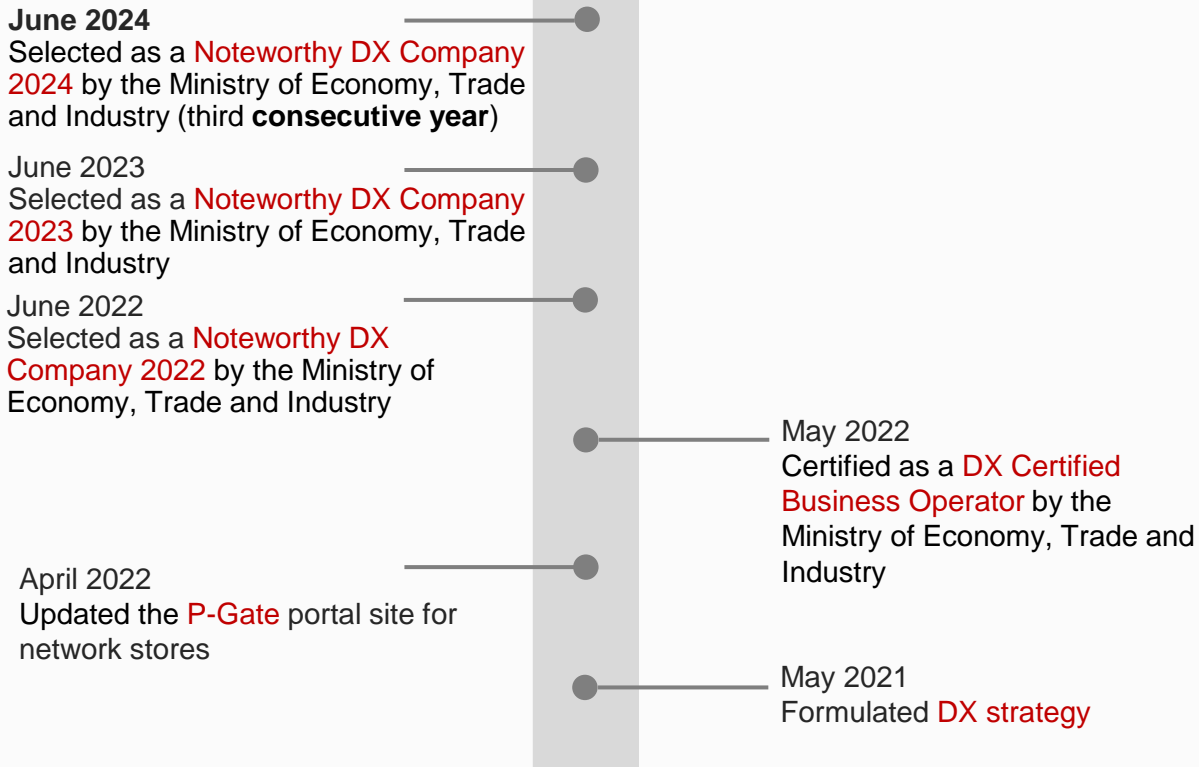 June 2024
Selected as a Noteworthy DX Company
2024 by the Ministry of Economy, Trade
and Industry (third consecutive year)
June 2023
Selected as a Noteworthy DX Company
2023 by the Ministry of Economy, Trade
and Industry
June 2022
Selected as a Noteworthy DX
Company 2022 by the Ministry of
Economy, Trade and Industry
May 2022
Certified as a DX Certified
Business Operator by the
Ministry of Economy, Trade and
Industry
April 2022
Updated the P-Gate portal site for
network stores
May 2021
Formulated DX strategy